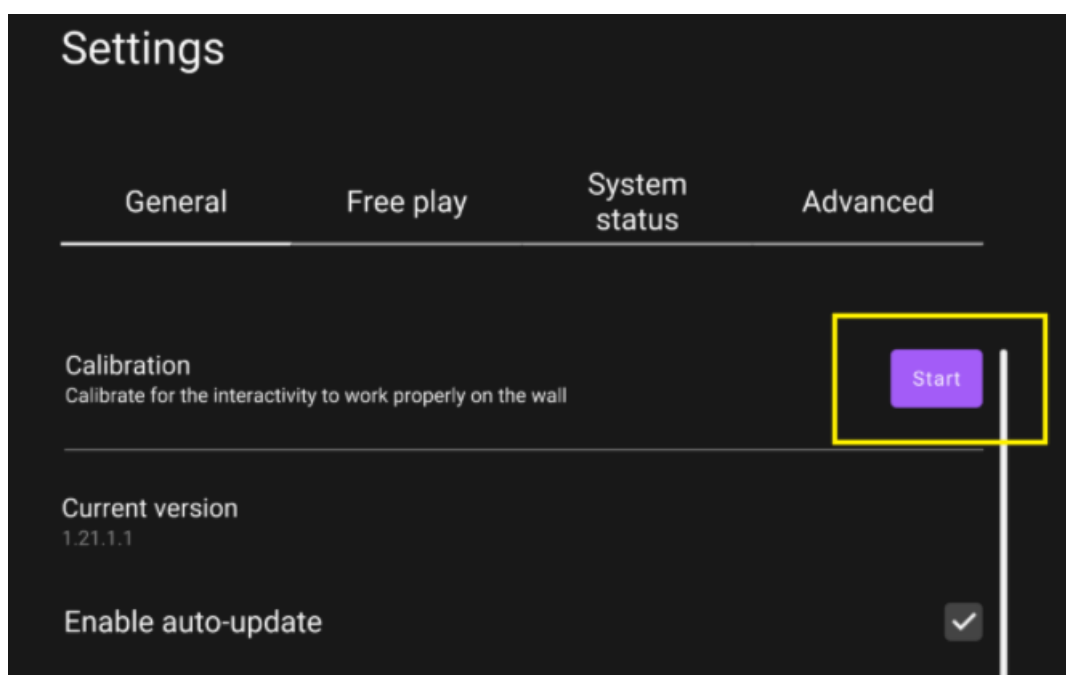 Settings
General
Free play
System
status
Advanced
Calibration
Calibrate for the interactivity to work properly on the wall
Start
Current version
1.21.1.1
Enable auto-update